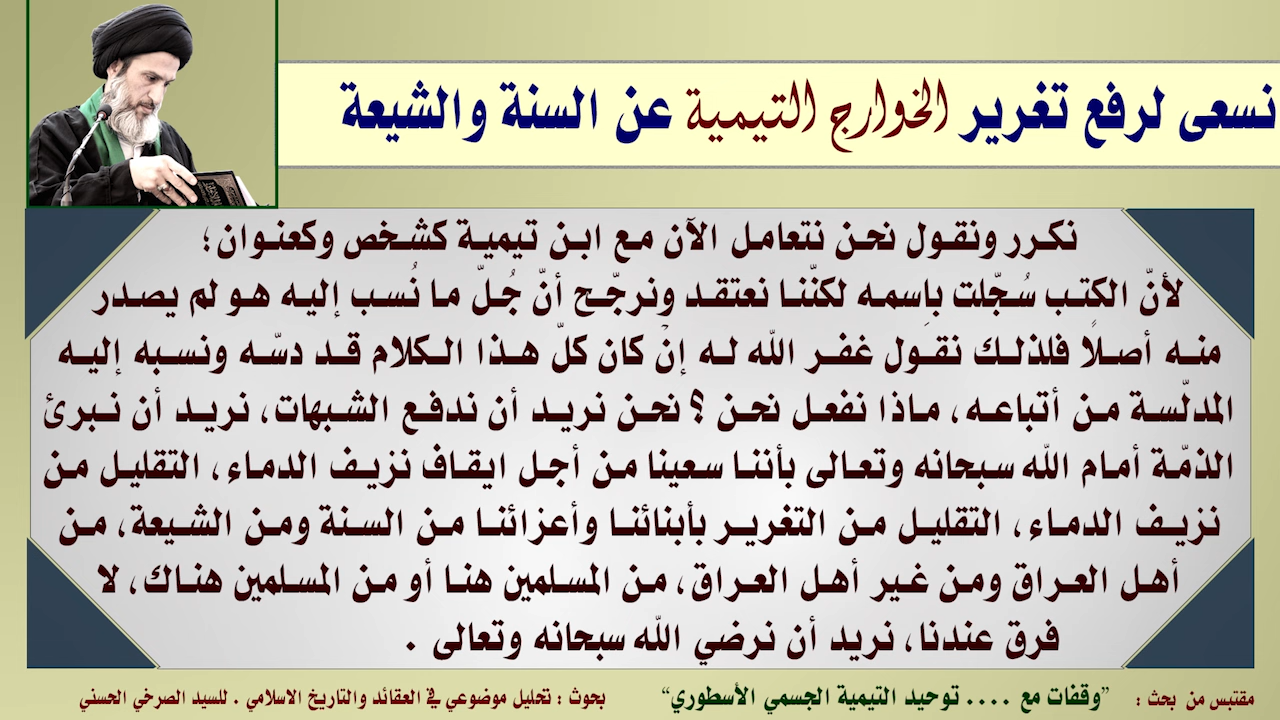 نسعى لرفع تغرير الخوارج التيمية عن السنة والشيعة
نكرر ونقول نحن نتعامل الآن مع ابن تيمية كشخص وكعنوان؛
لأنّ الكتب سُجّلت بإسمه لكنّنا نعتقد ونرجّح أنّ جُلّ ما نُسب إليه هو لم يصدر
منه أصلًا فلذلك نقول غفر الله له إنْ كان كلّ هذا الكلام قد دسّه ونسبه إليه
المدلّسة من أتباعه، ماذا نفعل نحن ؟ نحن نريد أن ندفع الشبهات، نريد أن نبرئ
الذمّة أمام الله سبحانه وتعالى بأننا سعينا من أجل ايقاف نزيف الدماء، التقليل من
نزيف الدماء، التقليل من التغرير بأبنائنا وأعزائنا من السنة ومن الشيعة، من
أهل العراق ومن غير أهل العراق، من المسلمين هنا أو من المسلمين هناك، لا
فرق عندنا، نريد أن نرضي الله سبحانه وتعالى .
مقتبس من بحث : "وقفات مع .... توحيد التيمية الجسمي الأسطوري" بحوث : تحليل موضوعي في العقائد والتاريخ الاسلامي . للسيد الصرخي الحسني